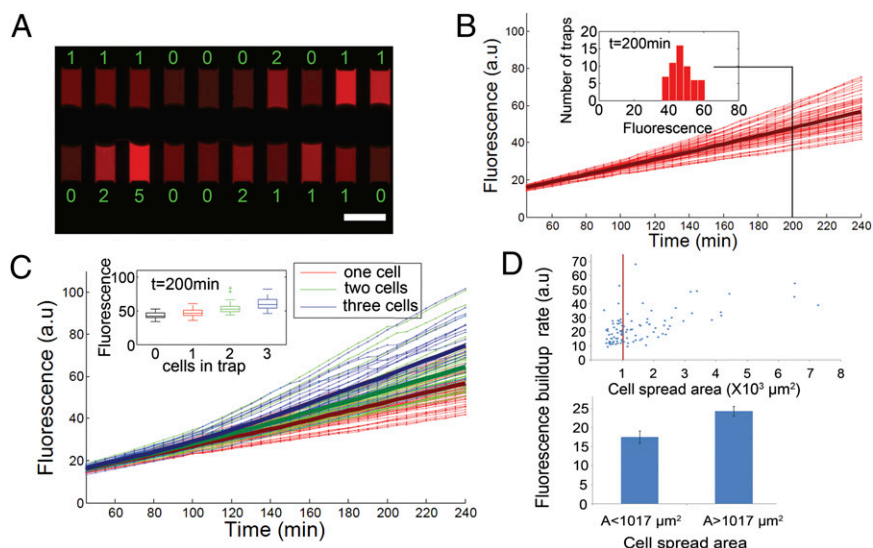 A
1 1 1 0 0 0 2 0 1 1
0 2 5 0 0 2 1 1 1 0
B
Fluorescence (a.u)
100
80
60
40
20
0
60 80 100 120 140 160 180 200 220 240
Time (min)
Number of traps
20
15
10
5
0
t=200min
0 20 40 60 80
Fluorescence
C
Fluorescence (a.u)
100
80
60
40
20
0
60 80 100 120 140 160 180 200 220 240
Time (min)
Fluorescence
100
50
0
t=200min
0 1 2 3
cells in trap
one cell
two cells
three cells
D
Fluorescence buildup rate (a.u)
70
60
50
40
30
20
10
0
0 1 2 3 4 5 6 7 8
Cell spread area (X10³ µm²)
25
20
15
10
5
0
A<1017 µm² A>1017 µm²
Cell spread area